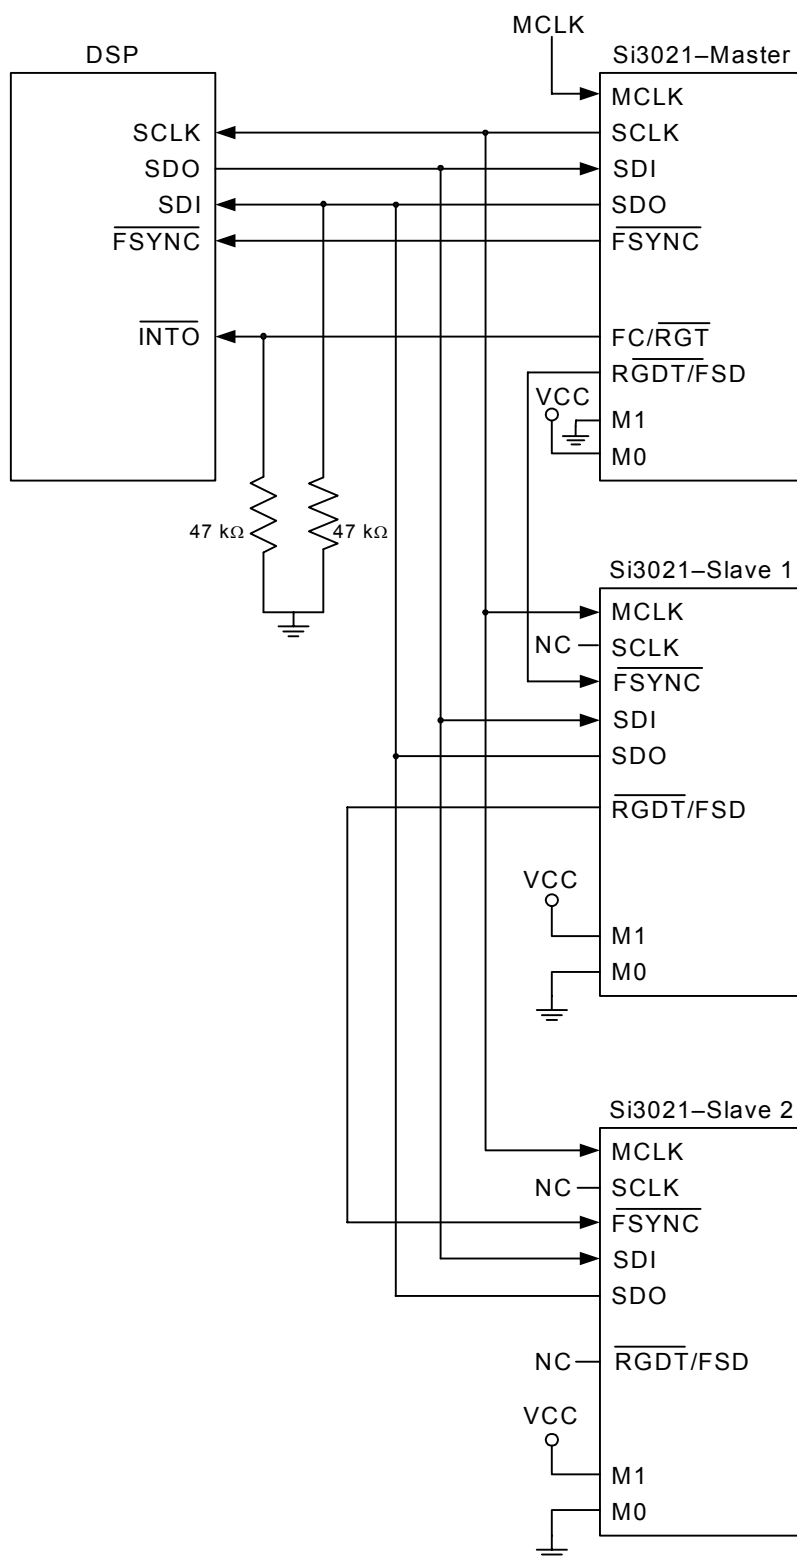 MCLK
DSP
Si3021–Master
MCLK
SCLK
SCLK
SDO
SDI
SDI
SDO
FSYNC
FSYNC
INTO
FC/RGT
RGDT/FSD
VCC
M1
M0
47 kΩ
47 kΩ
Si3021–Slave 1
MCLK
NC
SCLK
FSYNC
SDI
SDO
RGDT/FSD
VCC
M1
M0
Si3021–Slave 2
MCLK
NC
SCLK
FSYNC
SDI
SDO
NC
RGDT/FSD
VCC
M1
M0